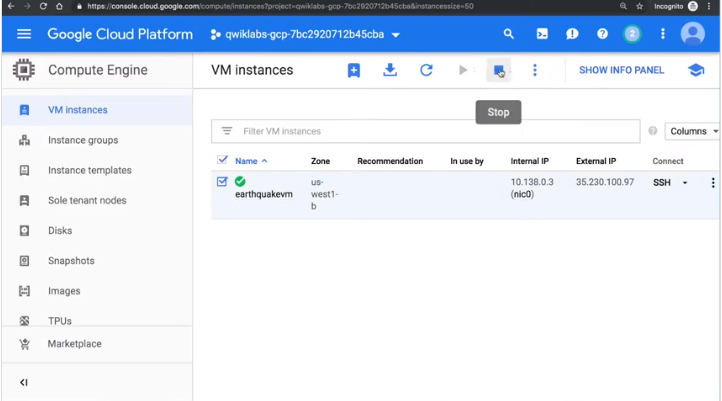 https://console.cloud.google.com/compute/instances?project=qwiklabs-gcp-7bc2920712b45cba&instancessize=50
Incognito
Google Cloud Platform
qwiklabs-gcp-7bc2920712b45cba
2
Compute Engine
VM instances
SHOW INFO PANEL
Stop
VM instances
Instance groups
Instance templates
Sole tenant nodes
Disks
Snapshots
Images
TPUs
Marketplace
Filter VM instances
Columns
Name
Zone
Recommendation
In use by
Internal IP
External IP
Connect
earthquakevm
us-
west1-
b
10.138.0.3
(nic0)
35.230.100.97
SSH